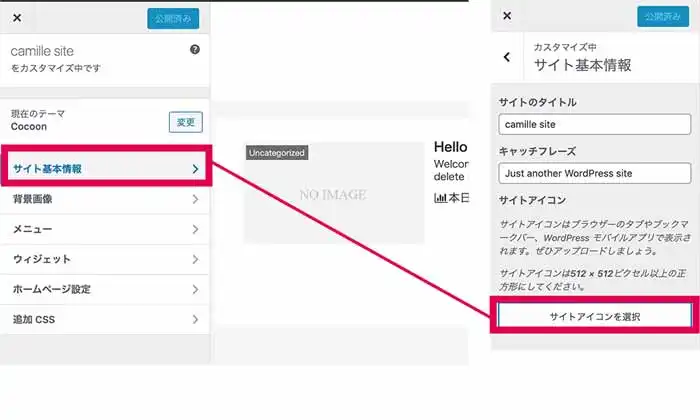 公開済み
camille site
をカスタマイズ中です
現在のテーマ
Cocoon
変更
サイト基本情報
背景画像
メニュー
ウィジェット
ホームページ設定
追加 CSS
Uncategorized
NO IMAGE
Hello
Welcon
delete
本日
公開済み
カスタマイズ中
サイト基本情報
サイトのタイトル
camille site
キャッチフレーズ
Just another WordPress site
サイトアイコン
サイトアイコンはブラウザーのタブやブックマ
ークバー、WordPress モバイルアプリで表示さ
れます。ぜひアップロードしましょう。
サイトアイコンは512 × 512ピクセル以上の正
方形にしてください。
サイトアイコンを選択